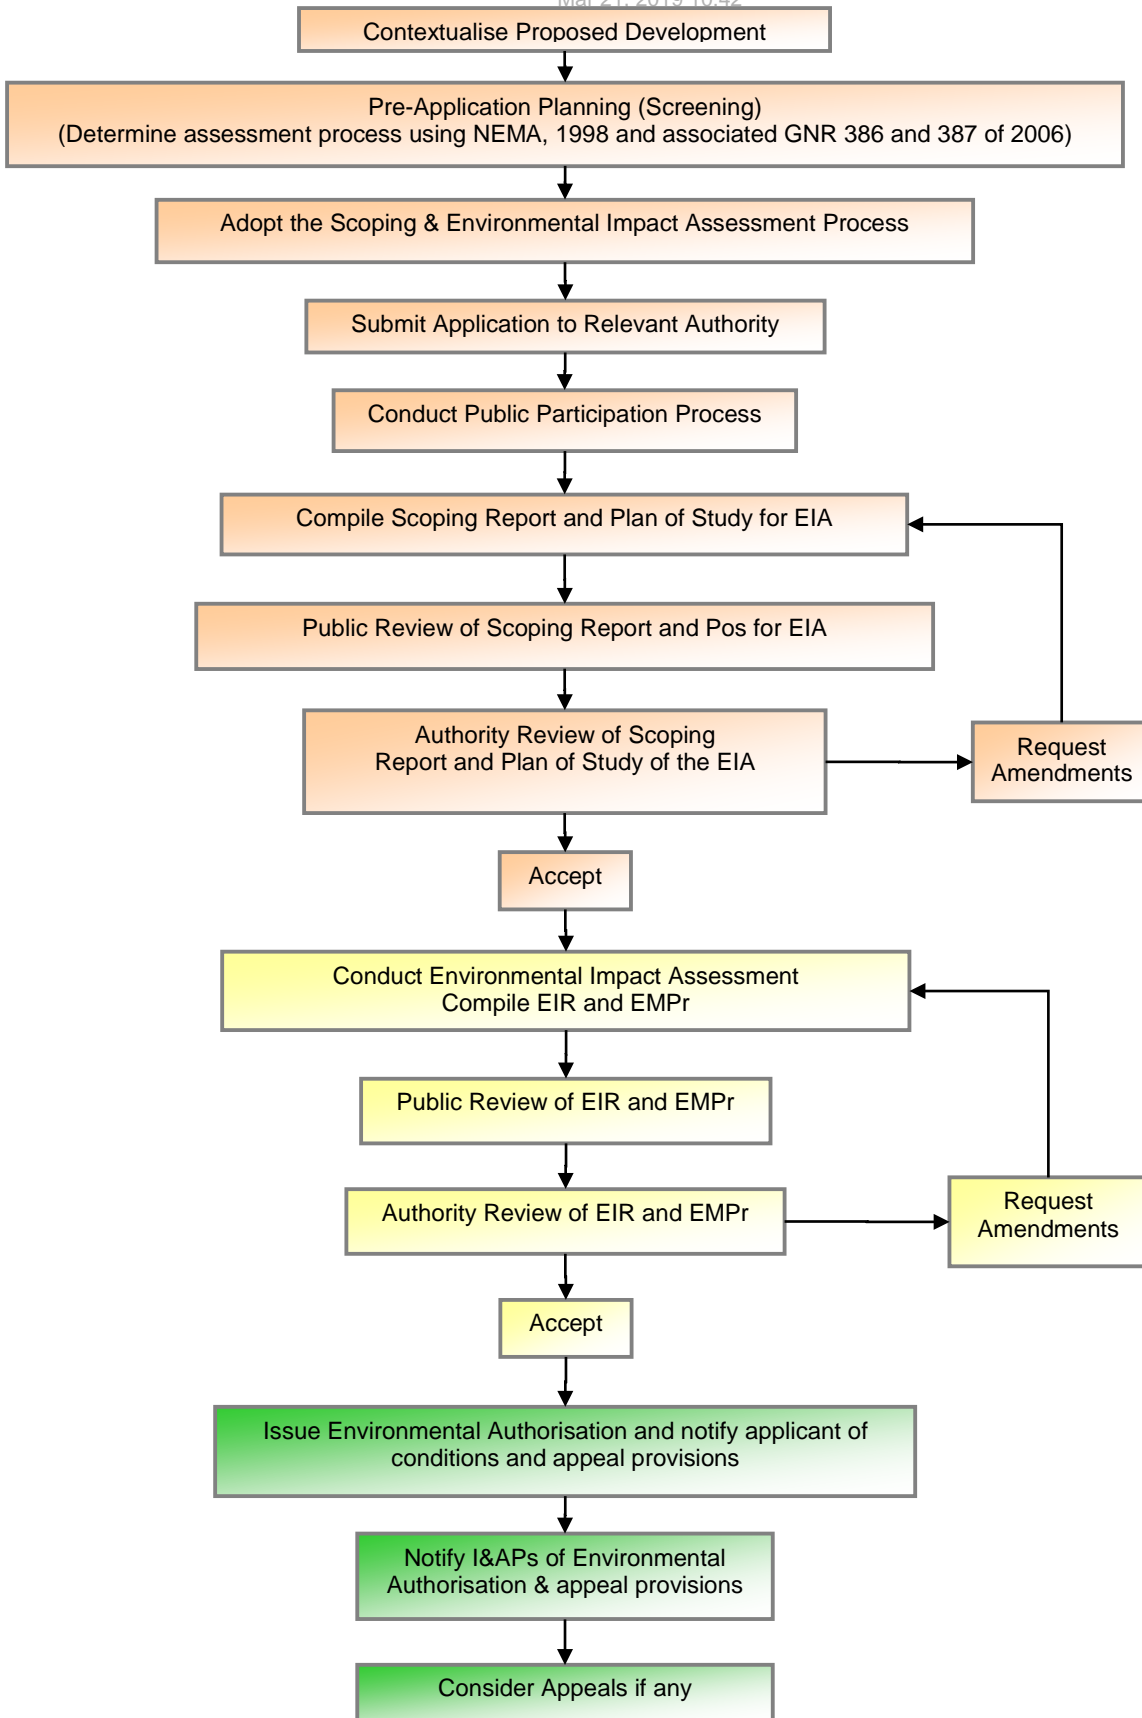 Mar 21, 2019 10:42
Contextualise Proposed Development
Pre-Application Planning (Screening)
(Determine assessment process using NEMA, 1998 and associated GNR 386 and 387 of 2006)
Adopt the Scoping & Environmental Impact Assessment Process
Submit Application to Relevant Authority
Conduct Public Participation Process
Compile Scoping Report and Plan of Study for EIA
Public Review of Scoping Report and Pos for EIA
Authority Review of Scoping
Report and Plan of Study of the EIA
Request
Amendments
Accept
Conduct Environmental Impact Assessment
Compile EIR and EMPr
Public Review of EIR and EMPr
Authority Review of EIR and EMPr
Request
Amendments
Accept
Issue Environmental Authorisation and notify applicant of
conditions and appeal provisions
Notify I&APs of Environmental
Authorisation & appeal provisions
Consider Appeals if any